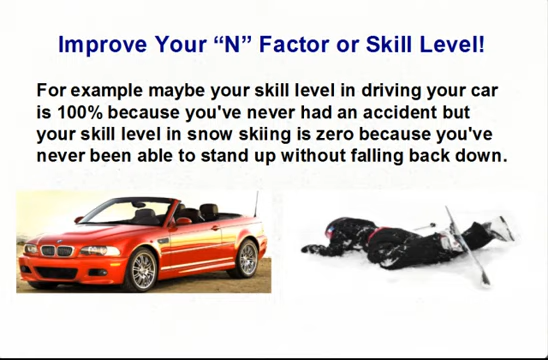 Improve Your “N” Factor or Skill Level!
For example maybe your skill level in driving your car
is 100% because you've never had an accident but
your skill level in snow skiing is zero because you've
never been able to stand up without falling back down.